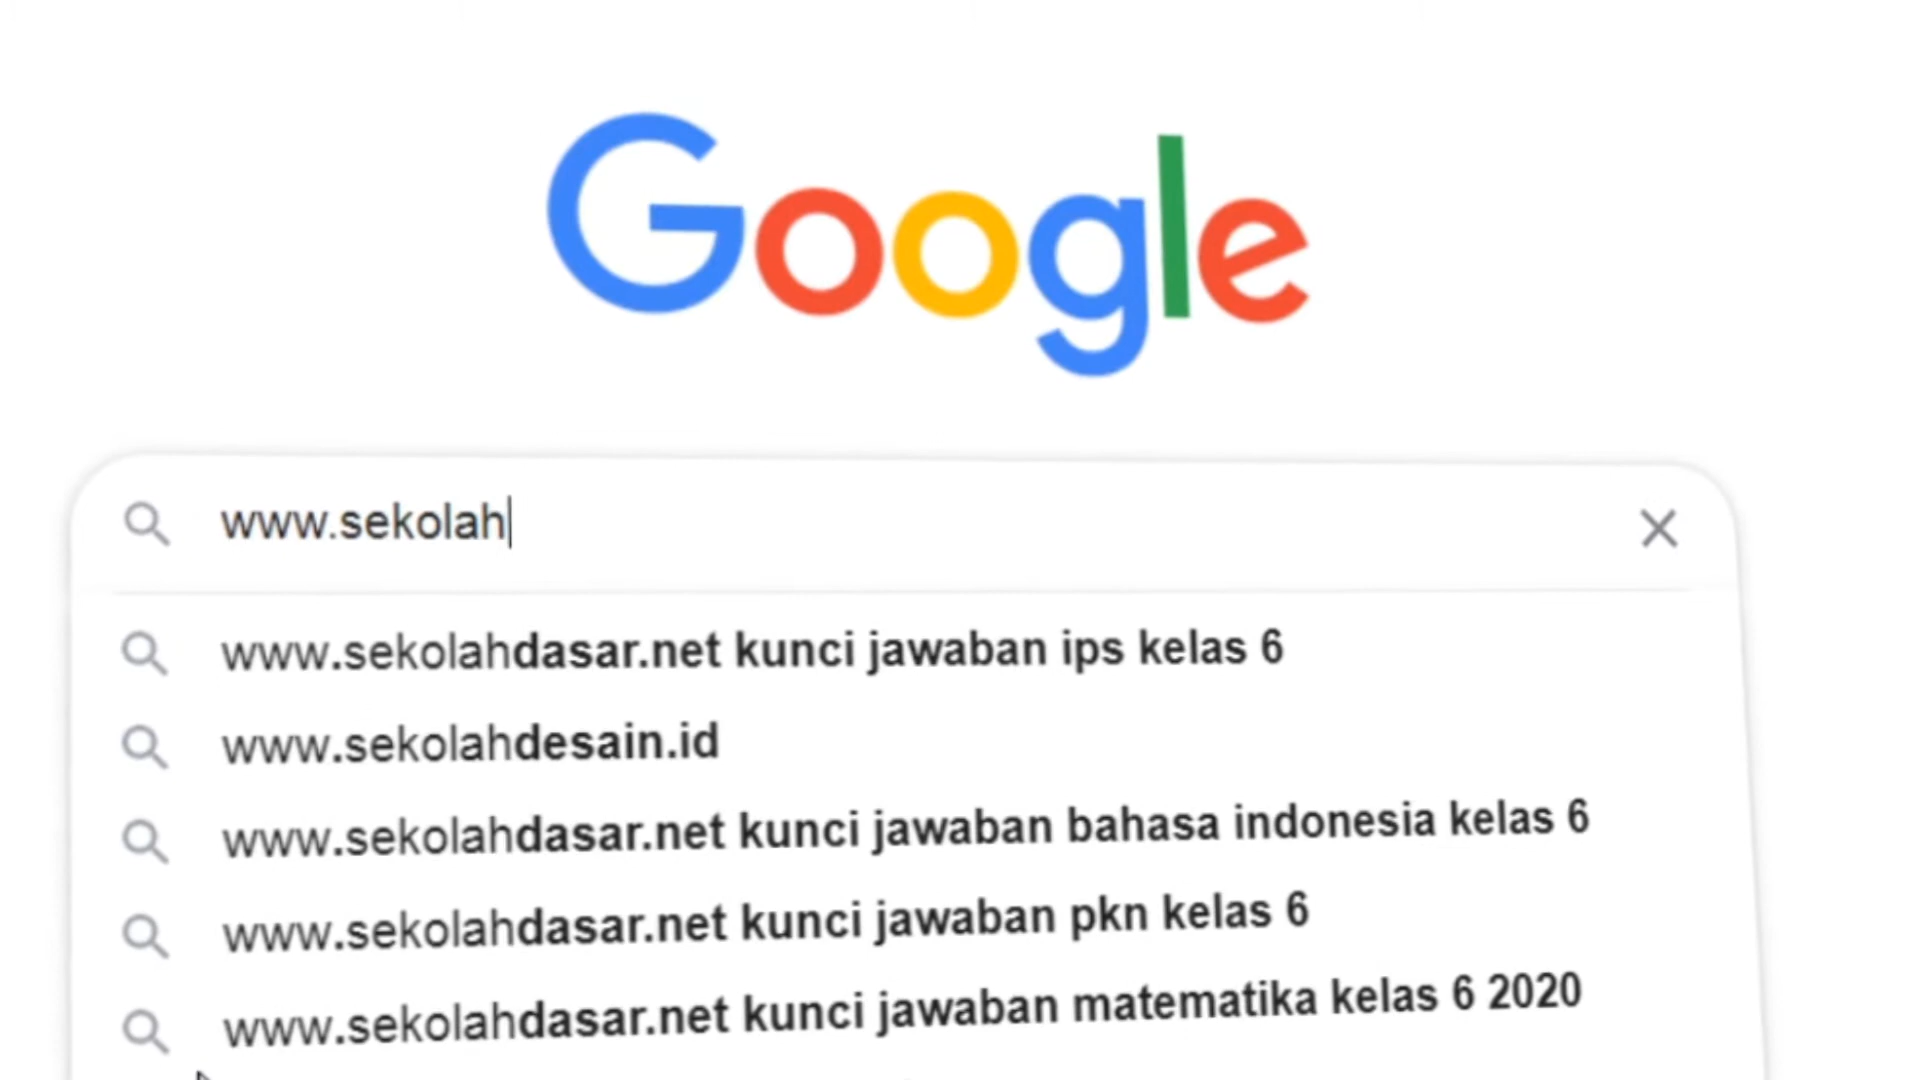 Google
www.sekolah
www.sekolahdasar.net kunci jawaban ips kelas 6
www.sekolahdesain.id
www.sekolahdasar.net kunci jawaban bahasa indonesia kelas 6
www.sekolahdasar.net kunci jawaban pkn kelas 6
www.sekolahdasar.net kunci jawaban matematika kelas 6 2020